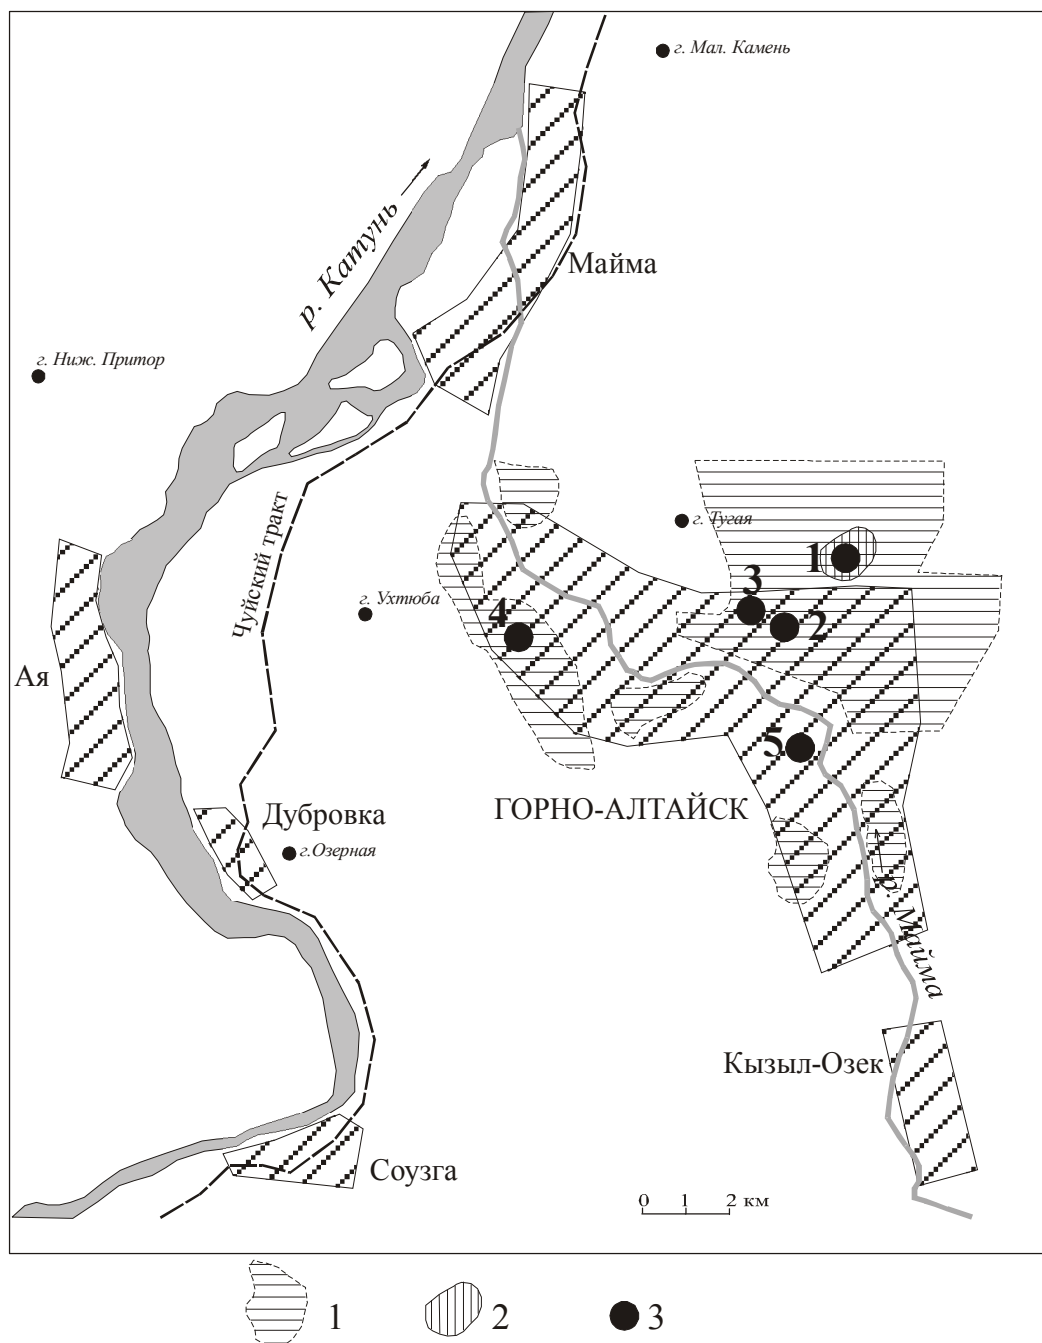 г. Мал. Камень
р. Катунь
Майма
г. Ниж. Притор
Чуйский тракт
г. Тугая
1
3
2
г. Ухтюба
4
Ая
5
ГОРНО-АЛТАЙСК
Дубровка
г.Озерная
р. Майма
Кызыл-Озек
Соузга
0 1 2 км
1 2 3